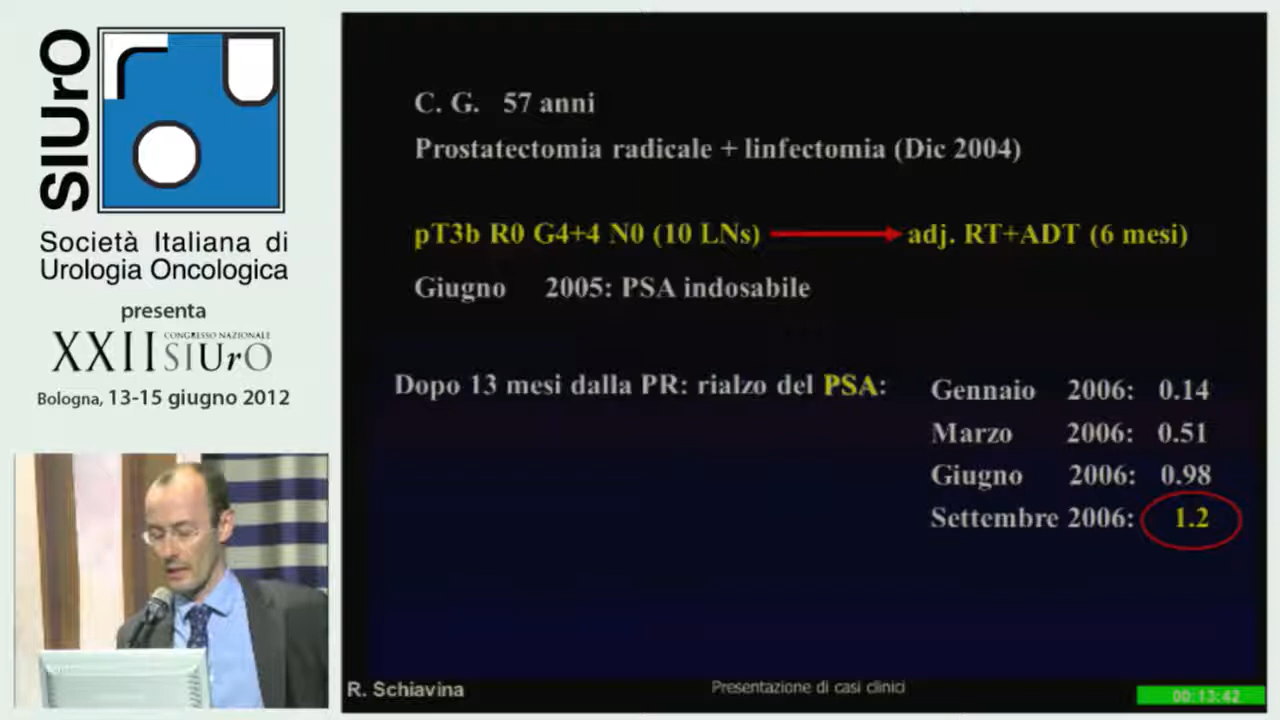 SIUrO
Società Italiana di
Urologia Oncologica
presenta
XXII CONGRESSO NAZIONALE SIUrO
Bologna, 13-15 giugno 2012
C. G. 57 anni
Prostatectomia radicale + linfectomia (Dic 2004)
pT3b R0 G4+4 N0 (10 LNs) adj. RT+ADT (6 mesi)
Giugno 2005: PSA indosabile
Dopo 13 mesi dalla PR: rialzo del PSA:
Gennaio 2006: 0.14
Marzo 2006: 0.51
Giugno 2006: 0.98
Settembre 2006: 1.2
R. Schiavina
Presentazione di casi clinici
00:13:42